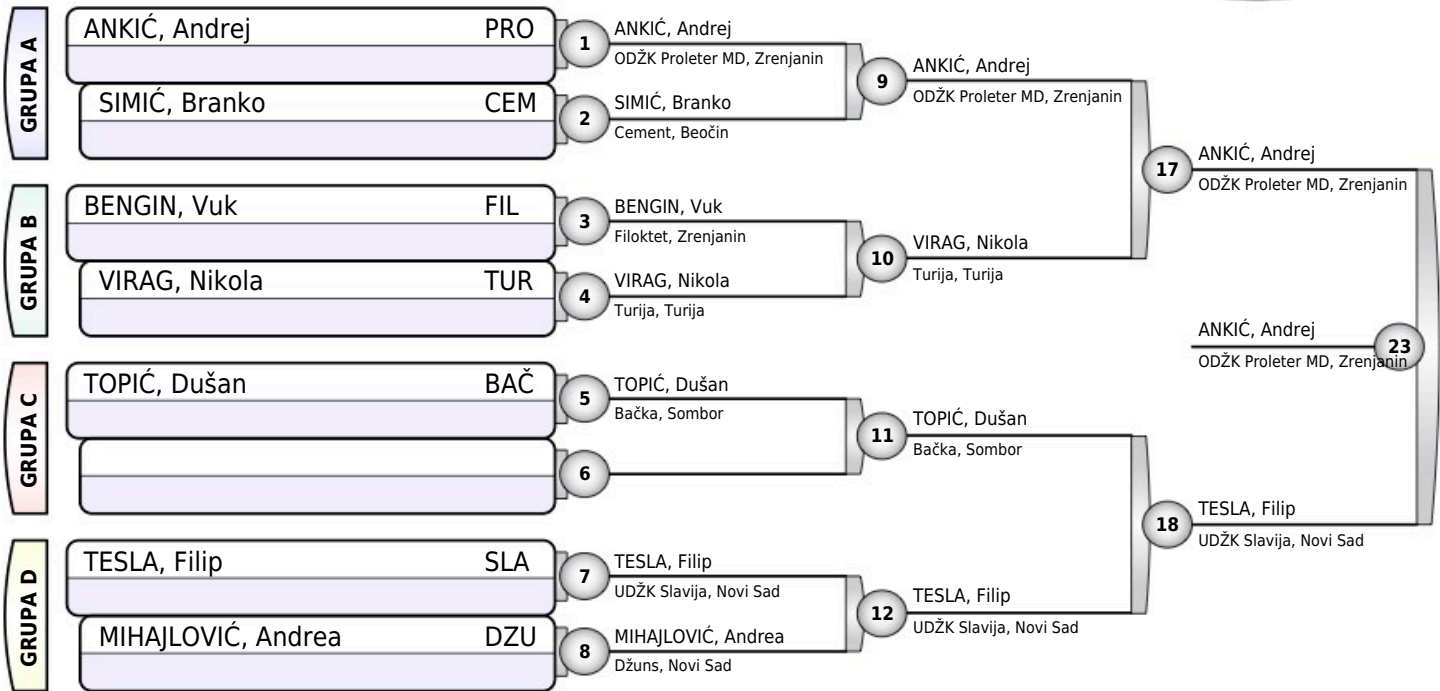 GRUPA A
ANKIĆ, Andrej PRO
SIMIĆ, Branko CEM
GRUPA B
BENGIN, Vuk FIL
VIRAG, Nikola TUR
GRUPA C
TOPIĆ, Dušan BAČ
GRUPA D
TESLA, Filip SLA
MIHAJLOVIĆ, Andrea DZU
1
ANKIĆ, Andrej
ODŽK Proleter MD, Zrenjanin
2
SIMIĆ, Branko
Cement, Beočin
3
BENGIN, Vuk
Filoktet, Zrenjanin
4
VIRAG, Nikola
Turija, Turija
5
TOPIĆ, Dušan
Bačka, Sombor
6
7
TESLA, Filip
UDŽK Slavija, Novi Sad
8
MIHAJLOVIĆ, Andrea
Džuns, Novi Sad
9
ANKIĆ, Andrej
ODŽK Proleter MD, Zrenjanin
10
VIRAG, Nikola
Turija, Turija
11
TOPIĆ, Dušan
Bačka, Sombor
12
TESLA, Filip
UDŽK Slavija, Novi Sad
17
ANKIĆ, Andrej
ODŽK Proleter MD, Zrenjanin
18
TESLA, Filip
UDŽK Slavija, Novi Sad
ANKIĆ, Andrej
23
ODŽK Proleter MD, Zrenjanin